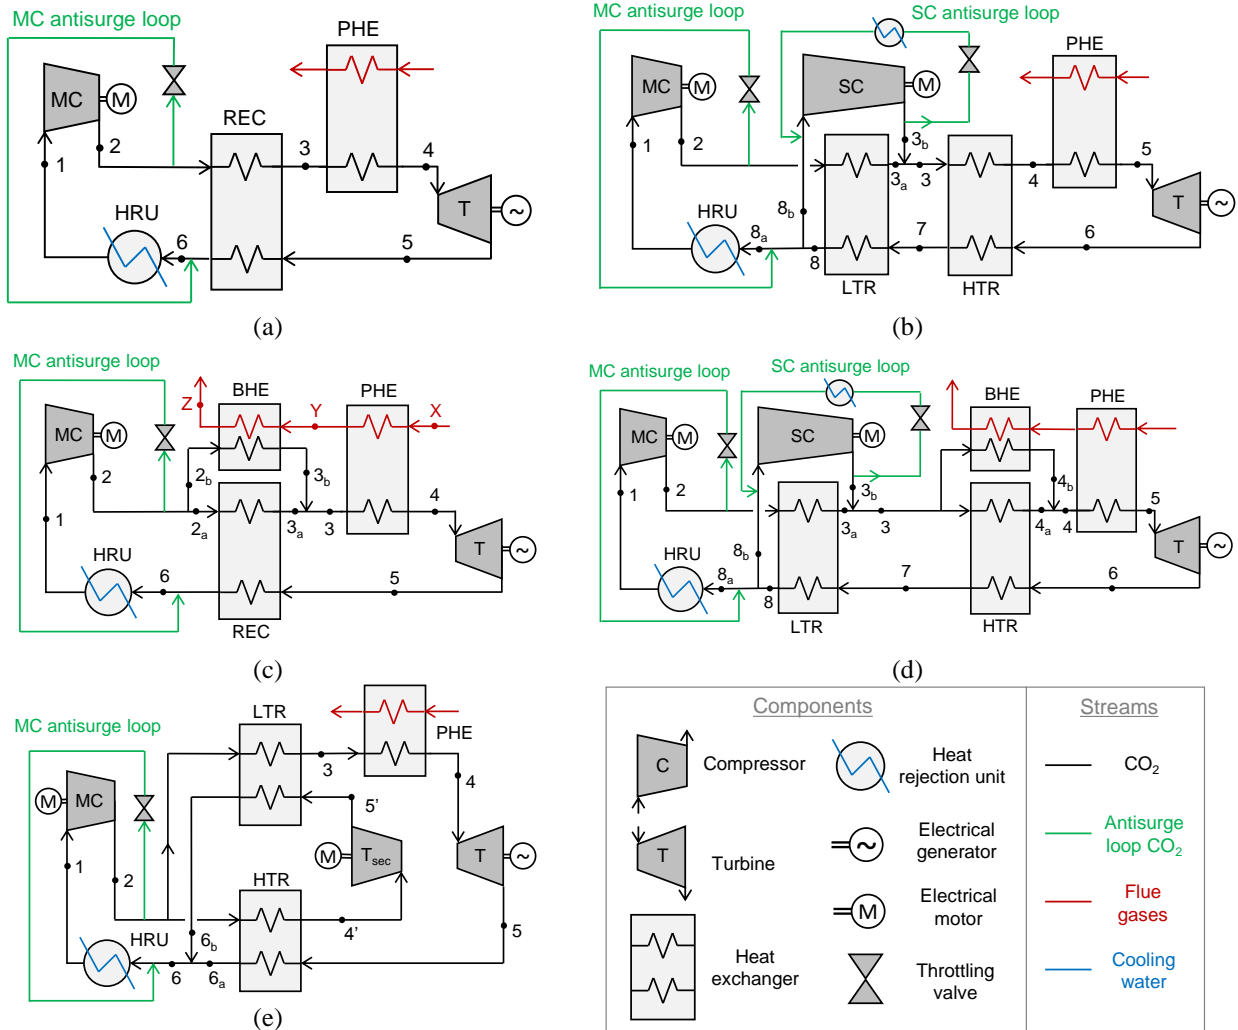 MC antisurge loop
MC
M
1
2
REC
3
PHE
4
T
~
HRU
6
5
(a)
MC antisurge loop
SC antisurge loop
MC
M
SC
M
PHE
1
2
3b
3a
3
4
5
T
~
HRU
8a
8b
8
7
6
LTR
HTR
(b)
MC antisurge loop
Z
BHE
Y
PHE
X
MC
M
2
2b
3b
1
2a
3a
3
4
T
~
HRU
6
5
REC
(c)
MC antisurge loop
SC antisurge loop
BHE
PHE
MC
M
SC
M
1
2
3b
4b
3a
3
4a
4
5
T
~
HRU
8a
8b
8
7
6
LTR
HTR
(d)
MC antisurge loop
LTR
PHE
3
4
M
MC
5'
M
Tsec
T
~
1
2
HTR
HRU
6b
4'
5
6
6a
(e)
Components
Streams
C
Compressor
Heat
rejection unit
CO2
T
Turbine
~
Electrical
generator
Antisurge
loop CO2
M
Electrical
motor
Flue
gases
Heat
exchanger
Throttling
valve
Cooling
water